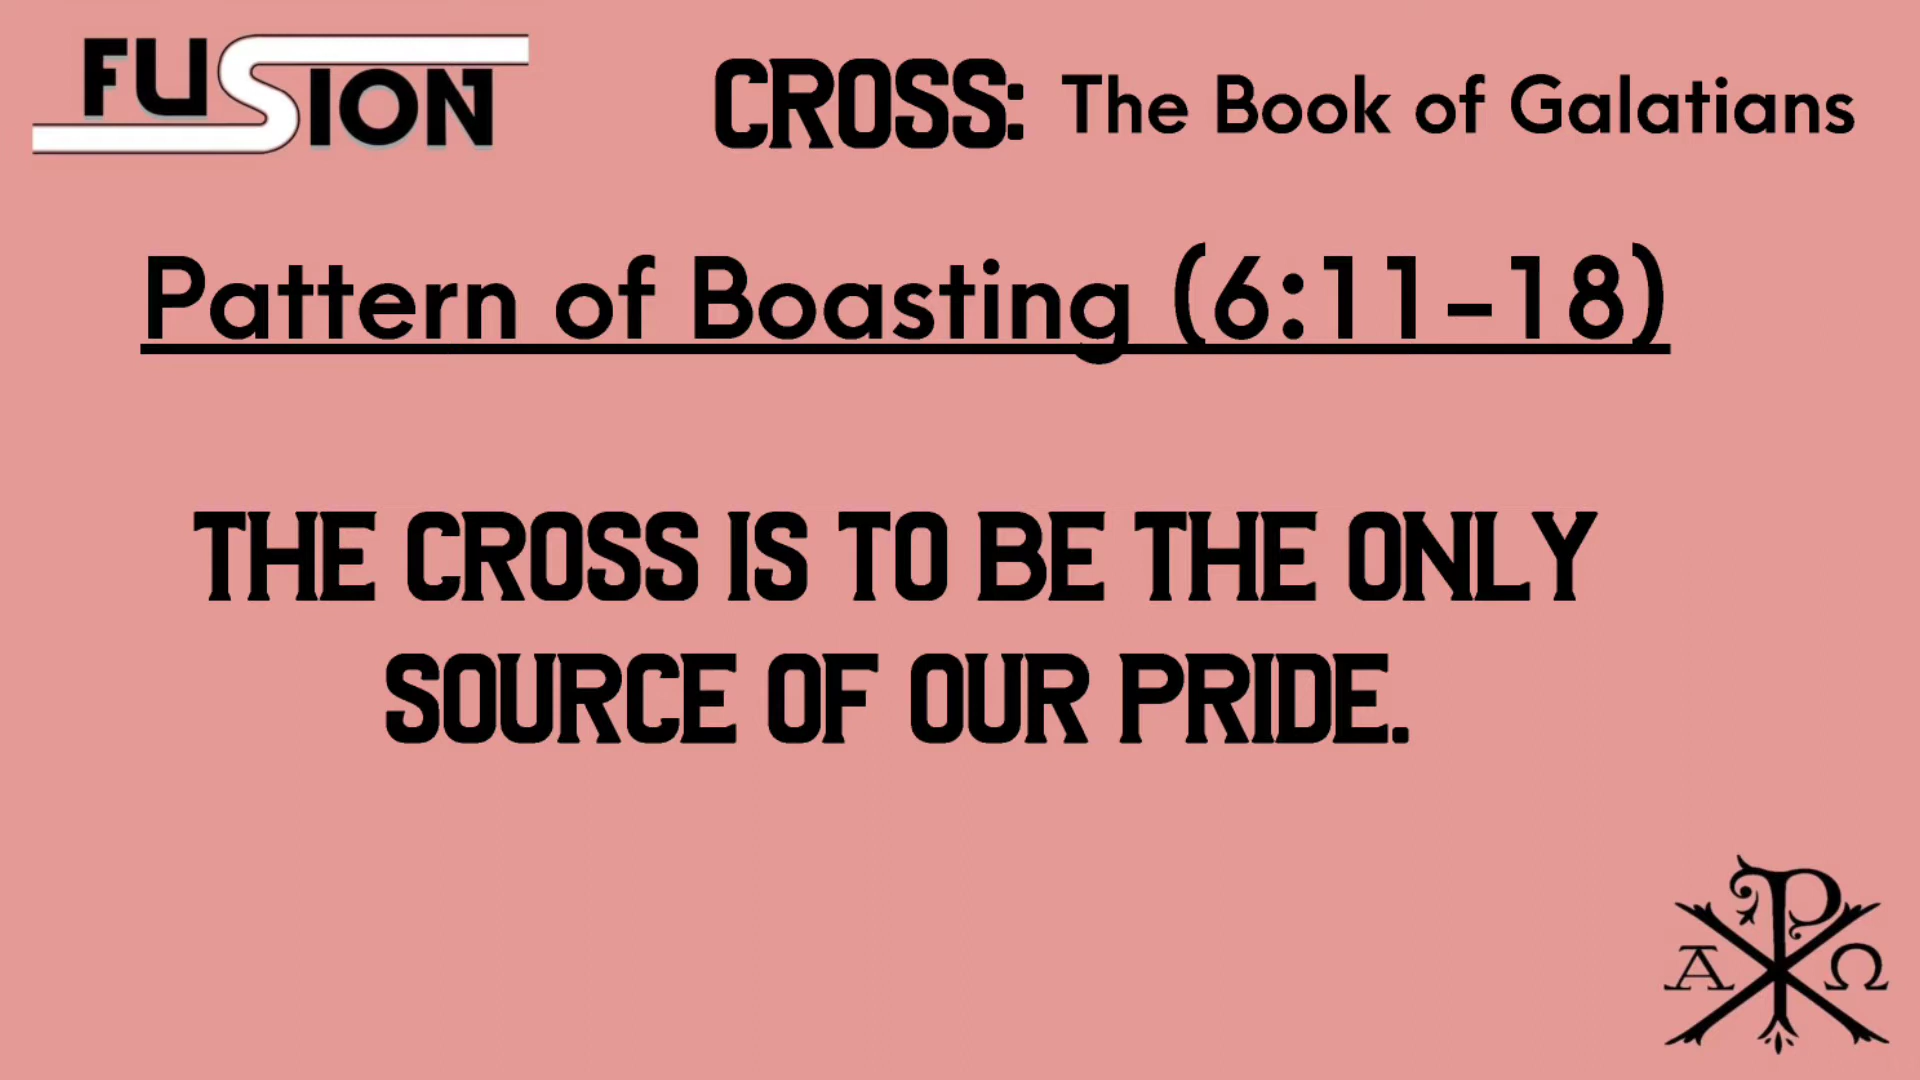 FUSION
CROSS: The Book of Galatians
Pattern of Boasting (6:11-18)
THE CROSS IS TO BE THE ONLY
SOURCE OF OUR PRIDE.
Α Ρ Ω